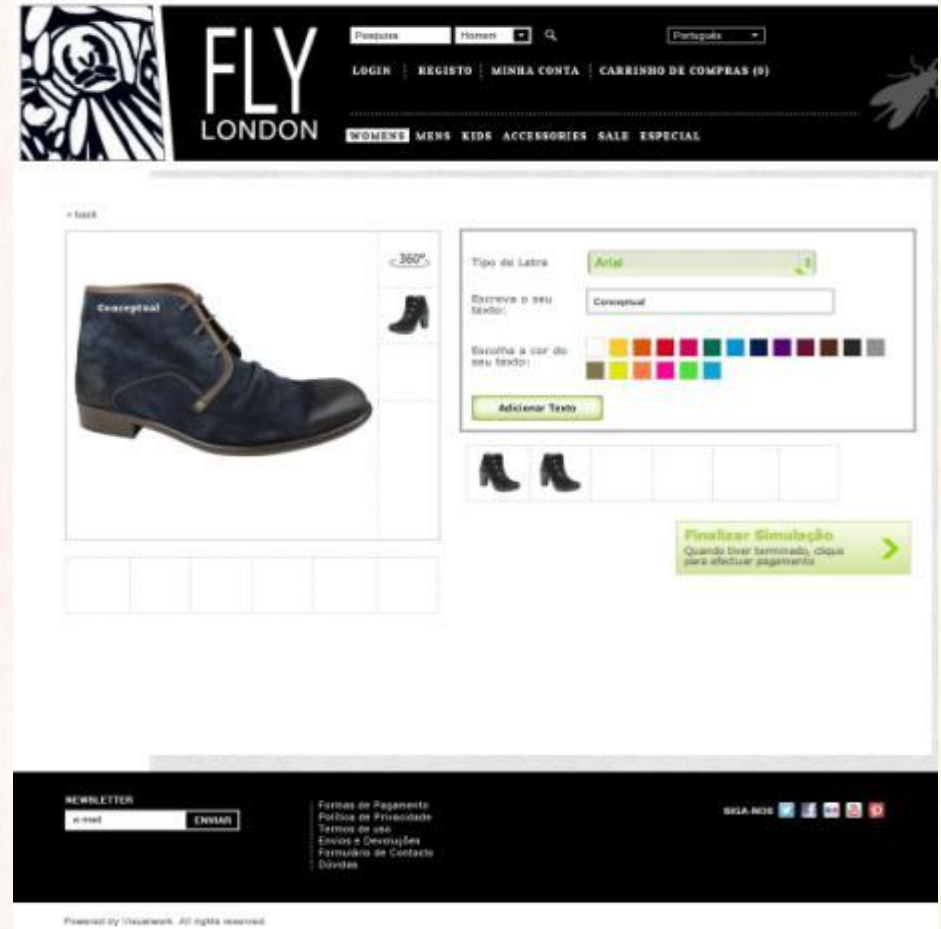 FLY
LONDON
Pesquisa
Homem
Português
LOGIN REGISTO MINHA CONTA CARRINHO DE COMPRAS (0)
WOMENS MENS KIDS ACCESSORIES SALE ESPECIAL
< back
360º
Conceptual
Tipo de Letra
Arial
Escreva o seu
texto:
Conceptual
Escolha a cor do
seu texto:
Adicionar Texto
Finalizar Simulação
Quando tiver terminado, clique
para efectuar pagamento
NEWSLETTER
e-mail
ENVIAR
Formas de Pagamento
Política de Privacidade
Termos de uso
Envios e Devoluções
Formulário de Contacto
Dúvidas
SIGA-NOS
Powered by Visualwork. All rights reserved.